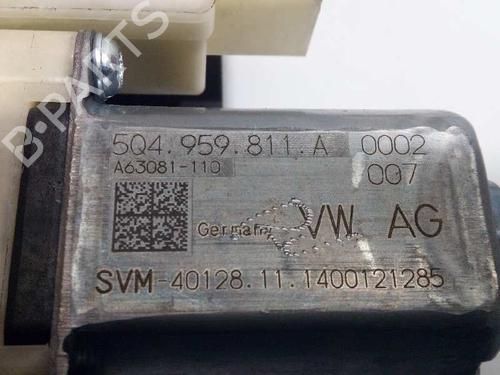 B-PARTS
5Q4.959.811.A 0002
A63081-110 007
Germany VW AG
SVM-40128.11.1400121285